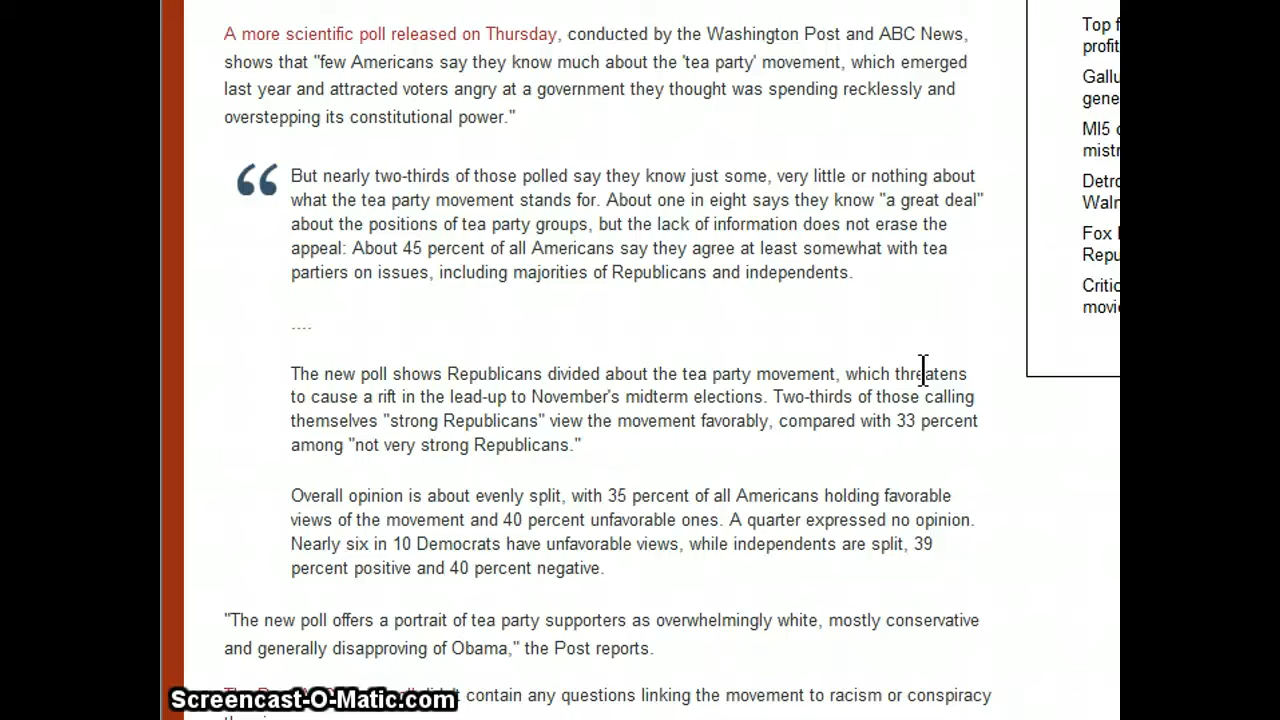 A more scientific poll released on Thursday, conducted by the Washington Post and ABC News,
shows that "few Americans say they know much about the 'tea party' movement, which emerged
last year and attracted voters angry at a government they thought was spending recklessly and
overstepping its constitutional power."
“ But nearly two-thirds of those polled say they know just some, very little or nothing about
what the tea party movement stands for. About one in eight says they know "a great deal"
about the positions of tea party groups, but the lack of information does not erase the
appeal: About 45 percent of all Americans say they agree at least somewhat with tea
partiers on issues, including majorities of Republicans and independents.
....
The new poll shows Republicans divided about the tea party movement, which threatens
to cause a rift in the lead-up to November's midterm elections. Two-thirds of those calling
themselves "strong Republicans" view the movement favorably, compared with 33 percent
among "not very strong Republicans."
Overall opinion is about evenly split, with 35 percent of all Americans holding favorable
views of the movement and 40 percent unfavorable ones. A quarter expressed no opinion.
Nearly six in 10 Democrats have unfavorable views, while independents are split, 39
percent positive and 40 percent negative.
"The new poll offers a portrait of tea party supporters as overwhelmingly white, mostly conservative
and generally disapproving of Obama," the Post reports.
contain any questions linking the movement to racism or conspiracy
Screencast-O-Matic.com
Top f
profit
Gallu
gene
MI5 c
mistr
Detro
Walm
Fox
Repu
Critic
movie